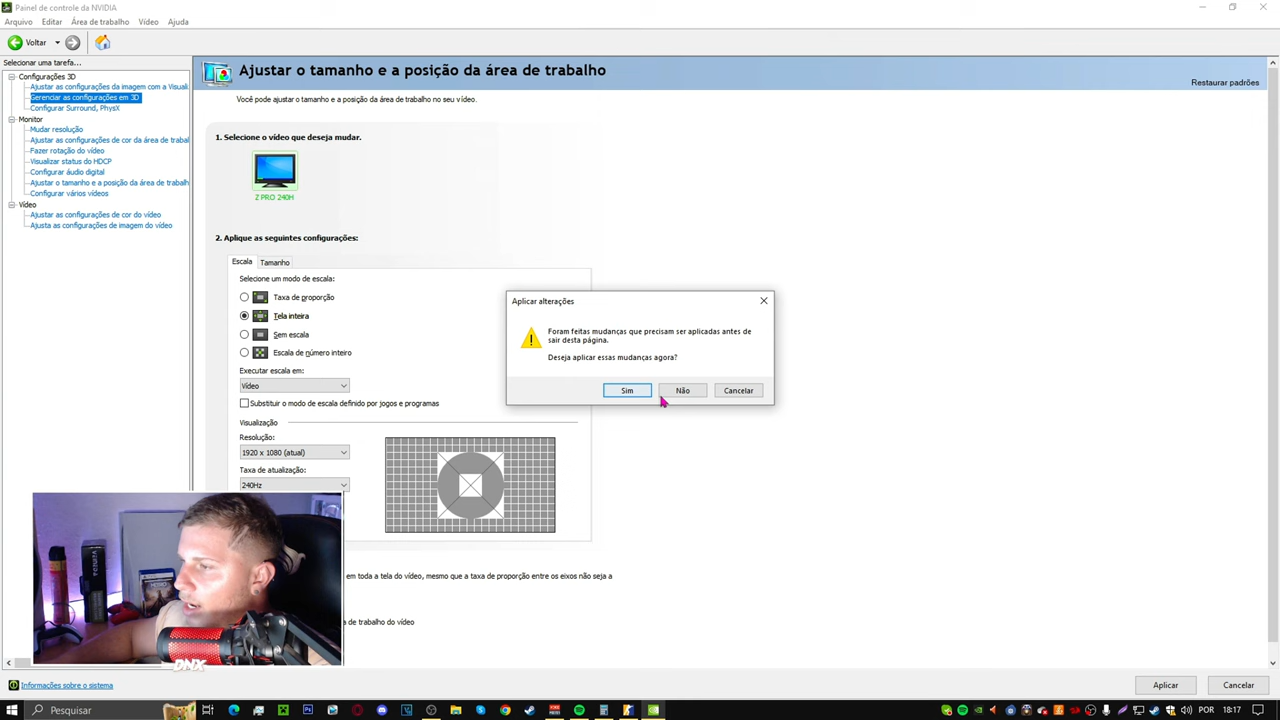 Painel de controle da NVIDIA
Arquivo Editar Área de trabalho Vídeo Ajuda
Voltar
Selecionar uma tarefa...
Configurações 3D
Ajustar as configurações da imagem com a Visuali
Gerenciar as configurações em 3D
Configurar Surround, PhysX
Monitor
Mudar resolução
Ajustar as configurações de cor da área de trabal
Fazer rotação do vídeo
Visualizar status do HDCP
Configurar áudio digital
Ajustar o tamanho e a posição da área de trabalh
Configurar vários vídeos
Vídeo
Ajustar as configurações de cor do vídeo
Ajusta as configurações de imagem do vídeo
Ajustar o tamanho e a posição da área de trabalho
Restaurar padrões
Você pode ajustar o tamanho e a posição da área de trabalho no seu vídeo.
1. Selecione o vídeo que deseja mudar.
Z PRO 240H
2. Aplique as seguintes configurações:
Escala Tamanho
Selecione um modo de escala:
Taxa de proporção
Tela inteira
Sem escala
Escala de número inteiro
Executar escala em:
Vídeo
Substituir o modo de escala definido por jogos e programas
Visualização
Resolução:
1920 x 1080 (atual)
Taxa de atualização:
240Hz
em toda a tela do vídeo, mesmo que a taxa de proporção entre os eixos não seja a
de trabalho do vídeo
Aplicar alterações
Foram feitas mudanças que precisam ser aplicadas antes de
sair desta página.
Deseja aplicar essas mudanças agora?
Sim Não Cancelar
DNX
Informações sobre o sistema
Aplicar Cancelar
Pesquisar
POR 18:17